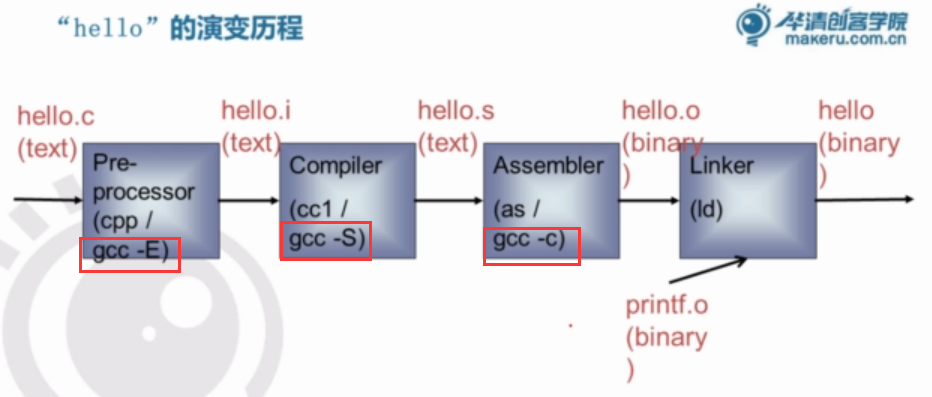 “hello”的演变历程
华清创客学院
makeru.com.cn
hello.c
(text)
hello.i
(text)
hello.s
(text)
hello.o
(binary
)
hello
(binary
)
Pre-
processor
(cpp /
gcc -E)
Compiler
(cc1 /
gcc -S)
Assembler
(as /
gcc -c)
Linker
(ld)
printf.o
(binary
)